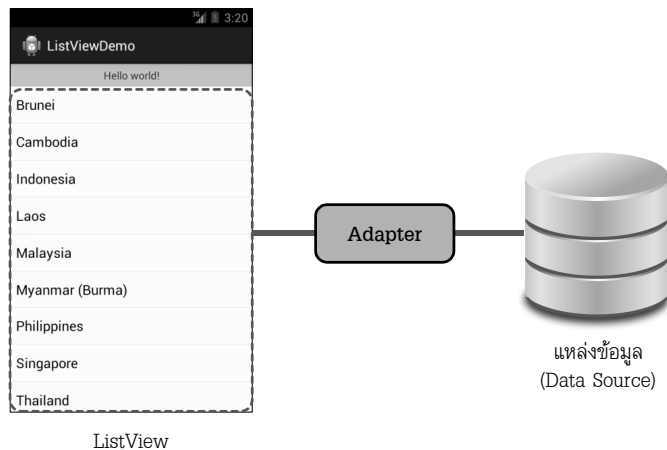 3G 3:20
ListViewDemo
Hello world!
Brunei
Cambodia
Indonesia
Laos
Malaysia
Myanmar (Burma)
Philippines
Singapore
Thailand
ListView
Adapter
แหล่งข้อมูล
(Data Source)